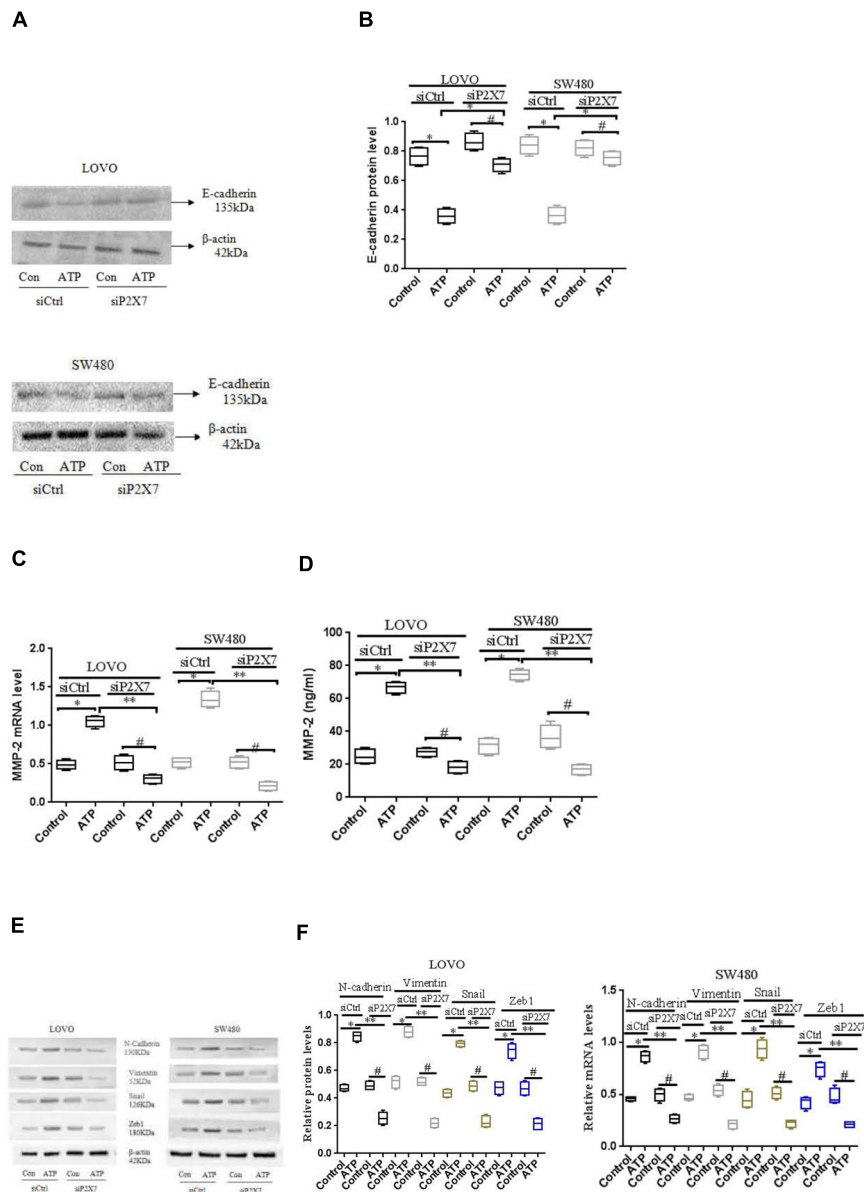 A
LOVO
E-cadherin
135kDa
β-actin
42kDa
Con ATP Con ATP
siCtrl siP2X7
SW480
E-cadherin
135kDa
β-actin
42kDa
Con ATP Con ATP
siCtrl siP2X7
B
LOVO SW480
siCtrl siP2X7 siCtrl siP2X7
* *
* # * #
E-cadherin protein level
1.0
0.8
0.6
0.4
0.2
0.0
Control ATP Control ATP Control ATP Control ATP
C
LOVO SW480
siCtrl siP2X7 siCtrl siP2X7
* ** * **
# #
MMP-2 mRNA level
2.0
1.5
1.0
0.5
0.0
Control ATP Control ATP Control ATP Control ATP
D
LOVO SW480
siCtrl siP2X7 siCtrl siP2X7
* ** * **
# #
MMP-2 (ng/ml)
100
80
60
40
20
0
Control ATP Control ATP Control ATP Control ATP
E
LOVO SW480
N-Cadherin
130KDa
Vimentin
52KDa
Snail
126KDa
Zeb1
180KDa
β-actin
42KDa
Con ATP Con ATP Con ATP Con ATP
siCtrl siP2X7 siCtrl siP2X7
F
LOVO
N-cadherin Vimentin Snail Zeb1
siCtrl siP2X7 siCtrl siP2X7 siCtrl siP2X7 siCtrl siP2X7
* ** * ** * ** * **
# # # #
Relative protein levels
1.0
0.8
0.6
0.4
0.2
0.0
Control ATP Control ATP Control ATP Control ATP Control ATP Control ATP Control ATP Control ATP
SW480
N-cadherin Vimentin Snail Zeb1
siCtrl siP2X7 siCtrl siP2X7 siCtrl siP2X7 siCtrl siP2X7
* ** * ** * ** * **
# # # #
Relative mRNA levels
1.5
1.0
0.5
0.0
Control ATP Control ATP Control ATP Control ATP Control ATP Control ATP Control ATP Control ATP